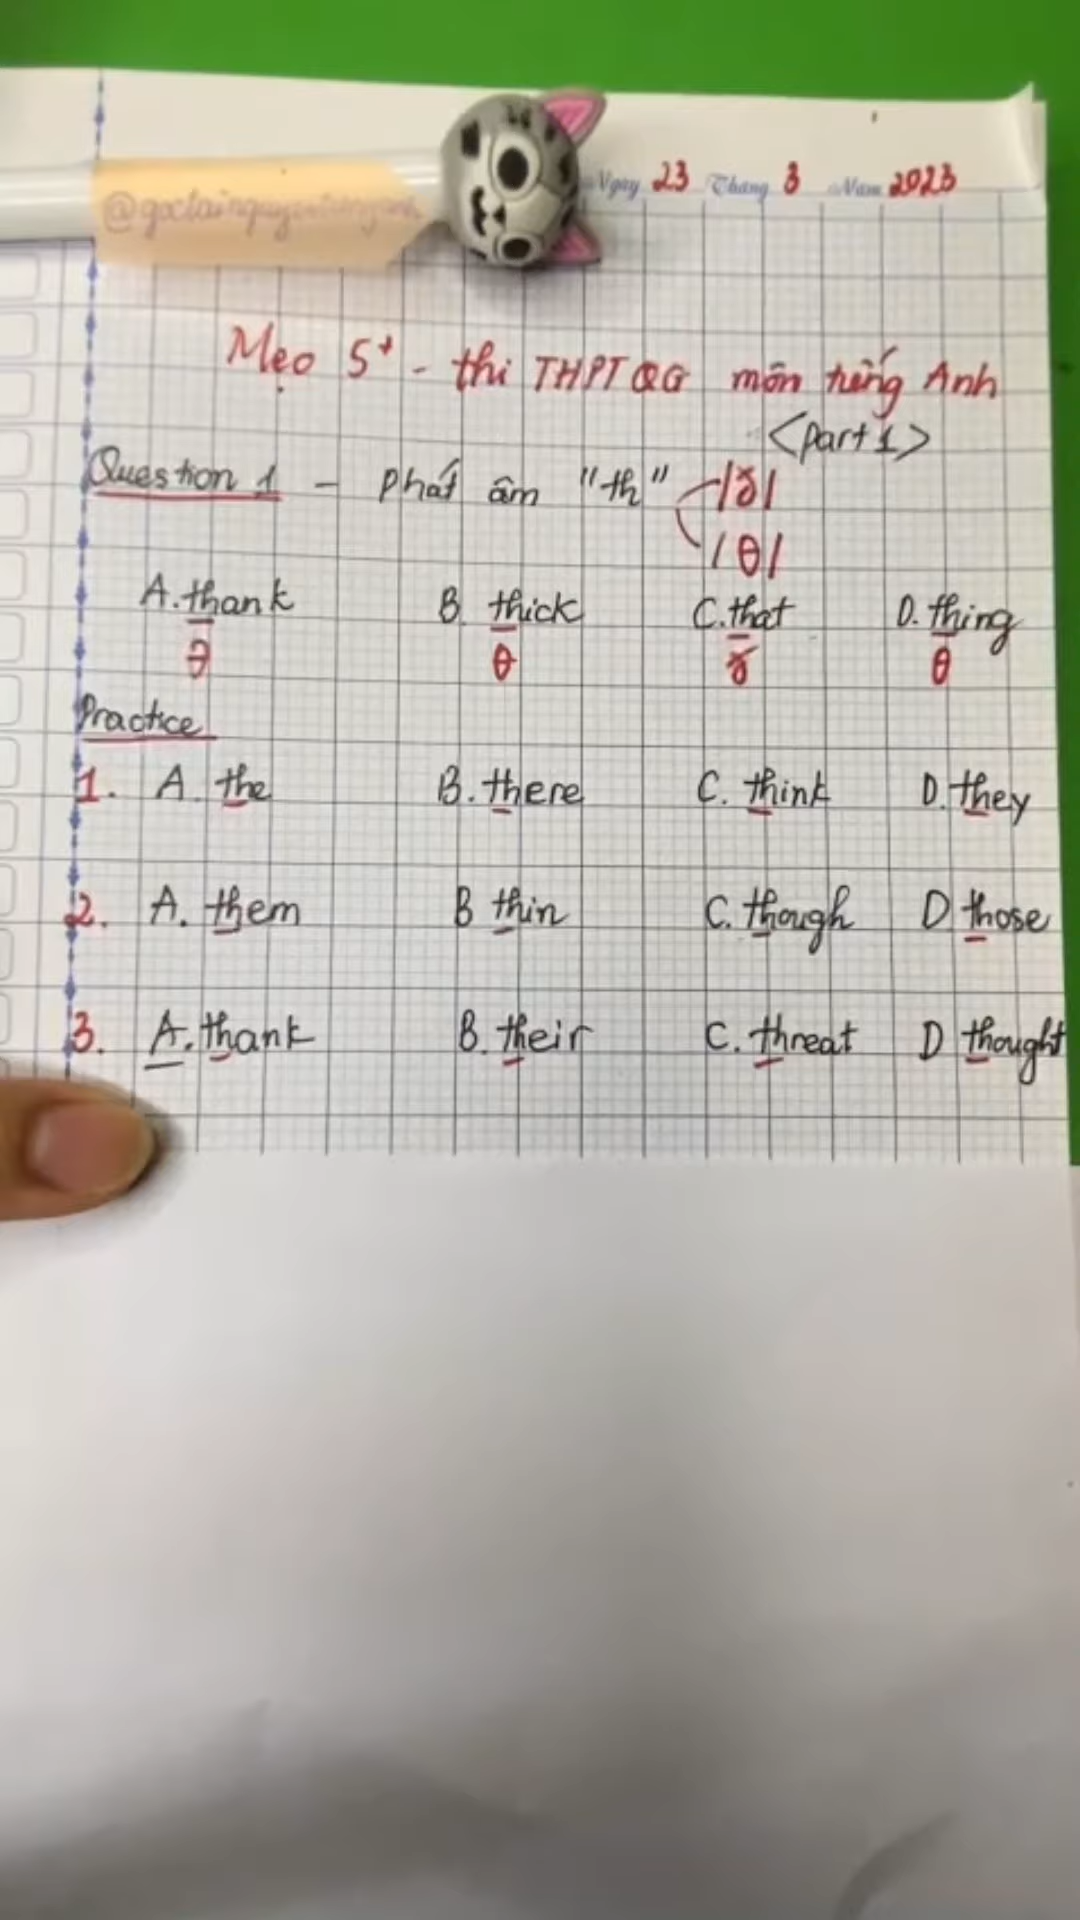 Ngày 23 Tháng 3 Năm 2023
Mẹo 5+ - thi THPTQG môn tiếng Anh
<part 1>
Question 1 - Phát âm "th" /ð/
/θ/
A. thank B. thick C. that D. thing
θ θ ð θ
Practice
1. A. the B. there C. think D. they
2. A. them B thin C. though D those
3. A. thank B. their C. threat D thought